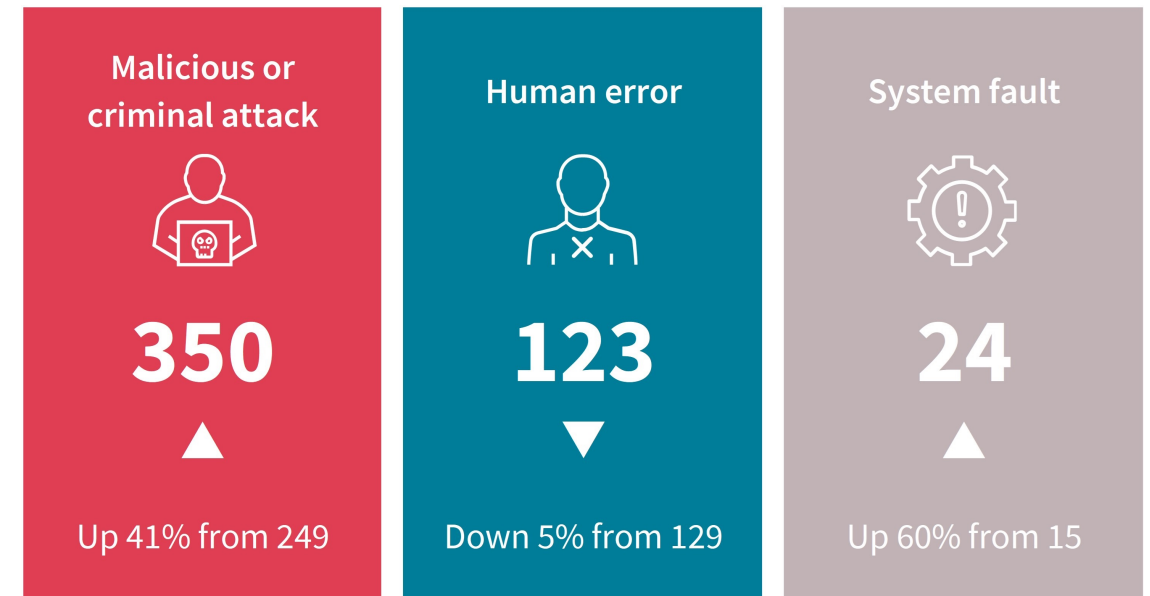 Malicious or
criminal attack
350
Up 41% from 249
Human error
123
Down 5% from 129
System fault
24
Up 60% from 15